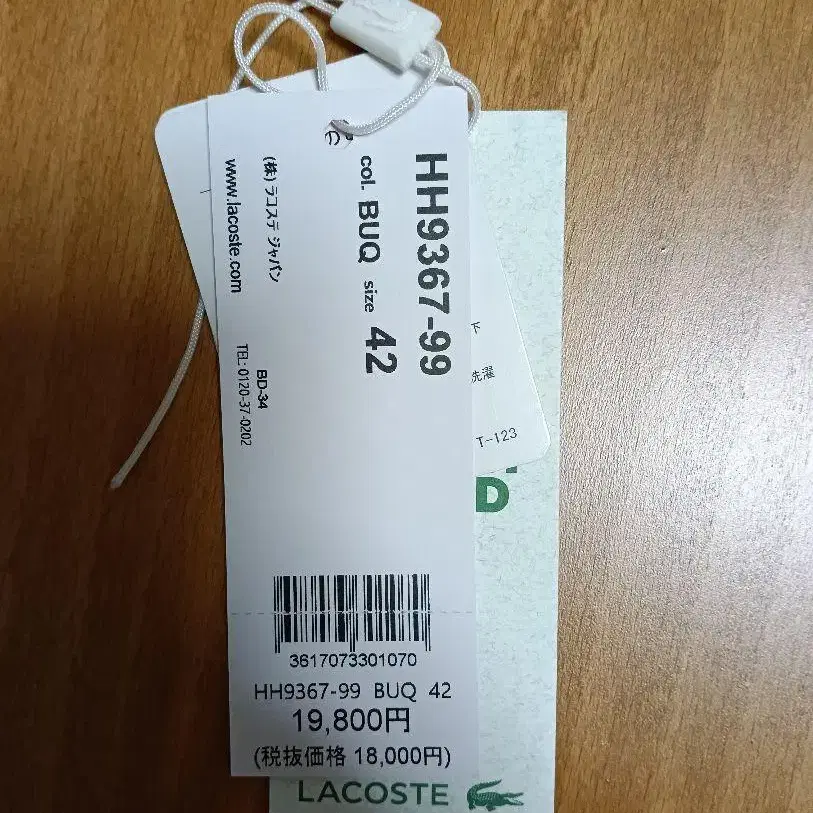 HH9367-99
col. BUQ size 42
(株) ラコステ ジャパン
www.lacoste.com
BD-34
TEL: 0120-37-0202
3617073301070
HH9367-99 BUQ 42
19,800円
(税抜価格 18,000円)
下
洗濯
T-123
D
LACOSTE